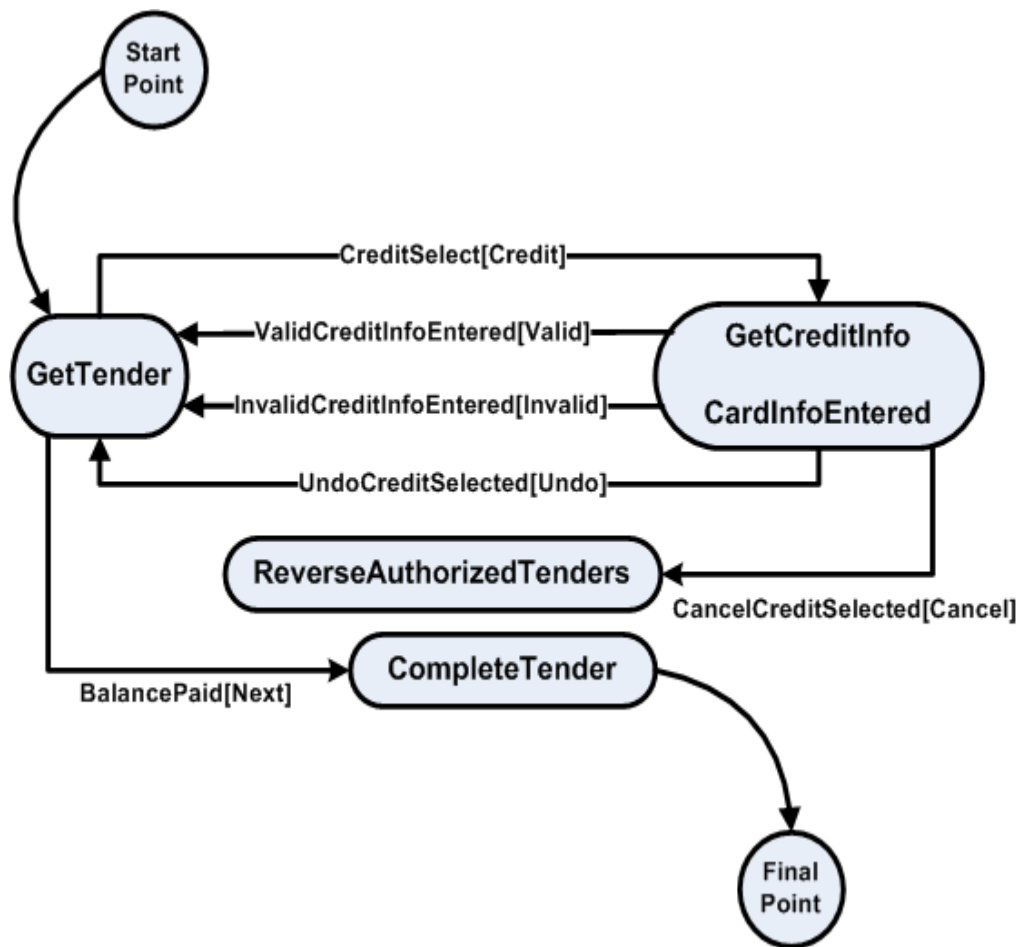 Start
Point
CreditSelect[Credit]
ValidCreditInfoEntered[Valid]
GetCreditInfo
GetTender
InvalidCreditInfoEntered[Invalid]
CardInfoEntered
UndoCreditSelected[Undo]
ReverseAuthorizedTenders
CancelCreditSelected[Cancel]
CompleteTender
BalancePaid[Next]
Final
Point